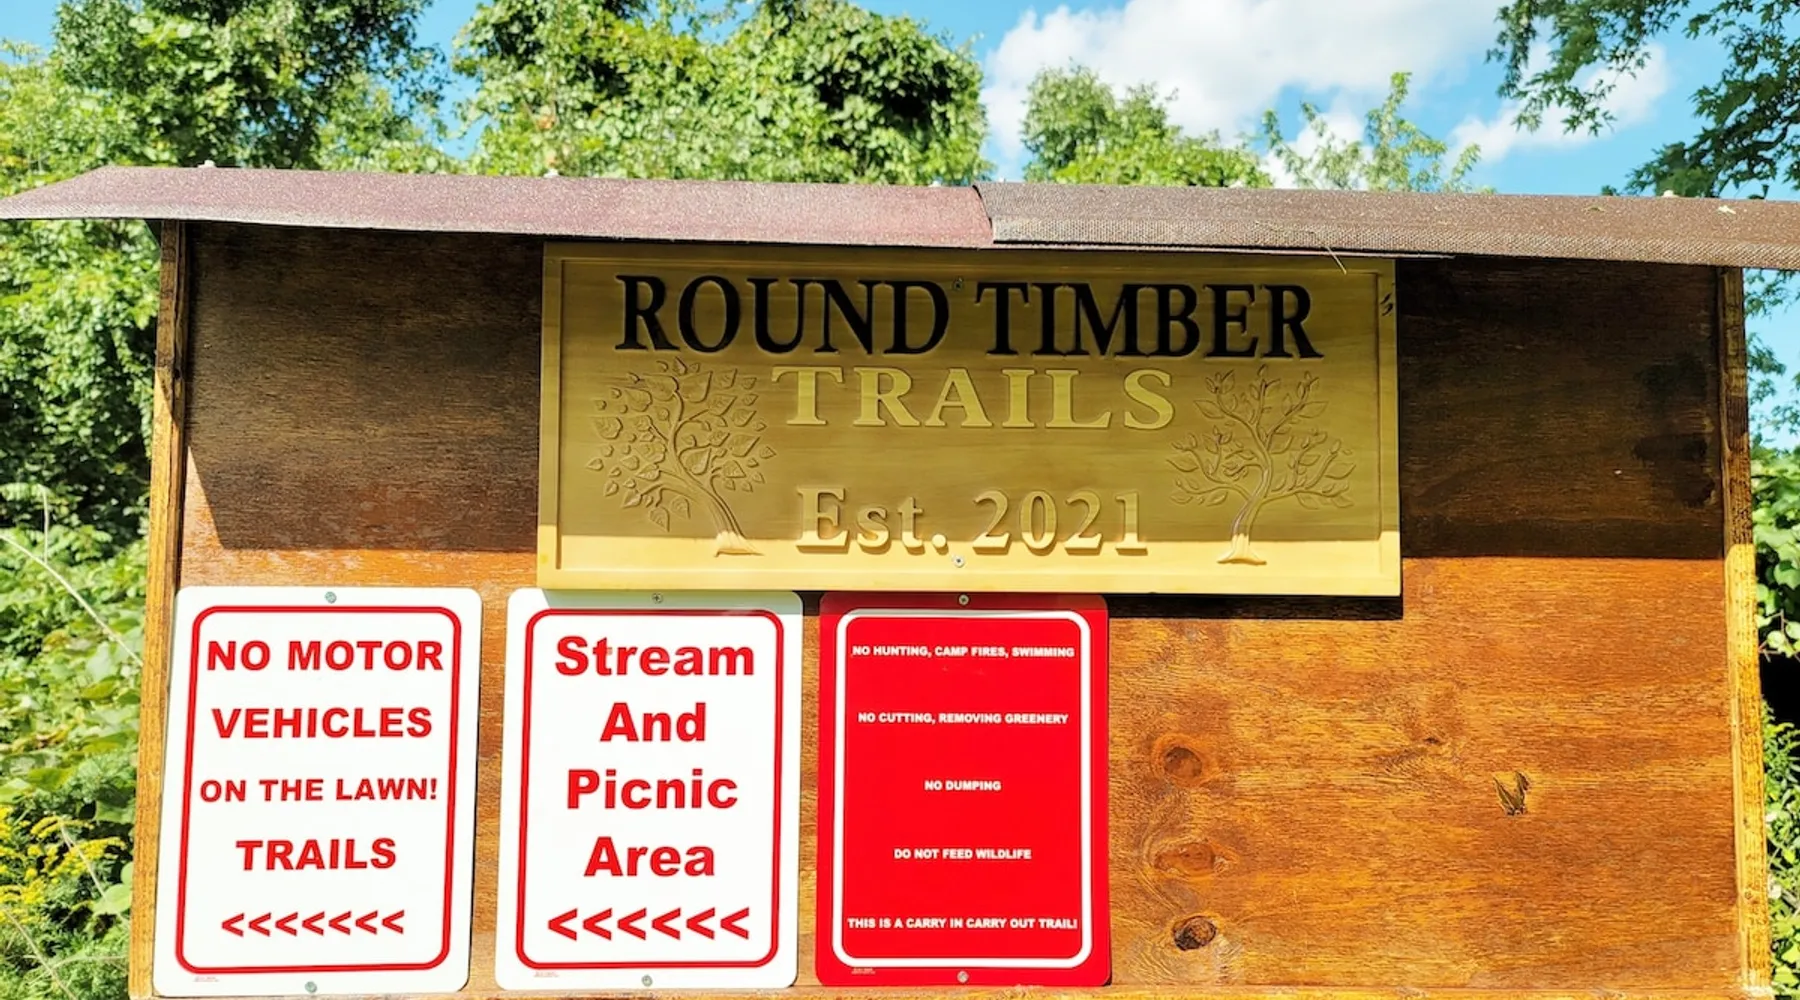 ROUND TIMBER
TRAILS
Est. 2021
NO MOTOR
VEHICLES
ON THE LAWN!
TRAILS
<<<<<<<
Stream
And
Picnic
Area
<<<<<<
NO HUNTING, CAMP FIRES, SWIMMING
NO CUTTING, REMOVING GREENERY
NO DUMPING
DO NOT FEED WILDLIFE
THIS IS A CARRY IN CARRY OUT TRAIL!